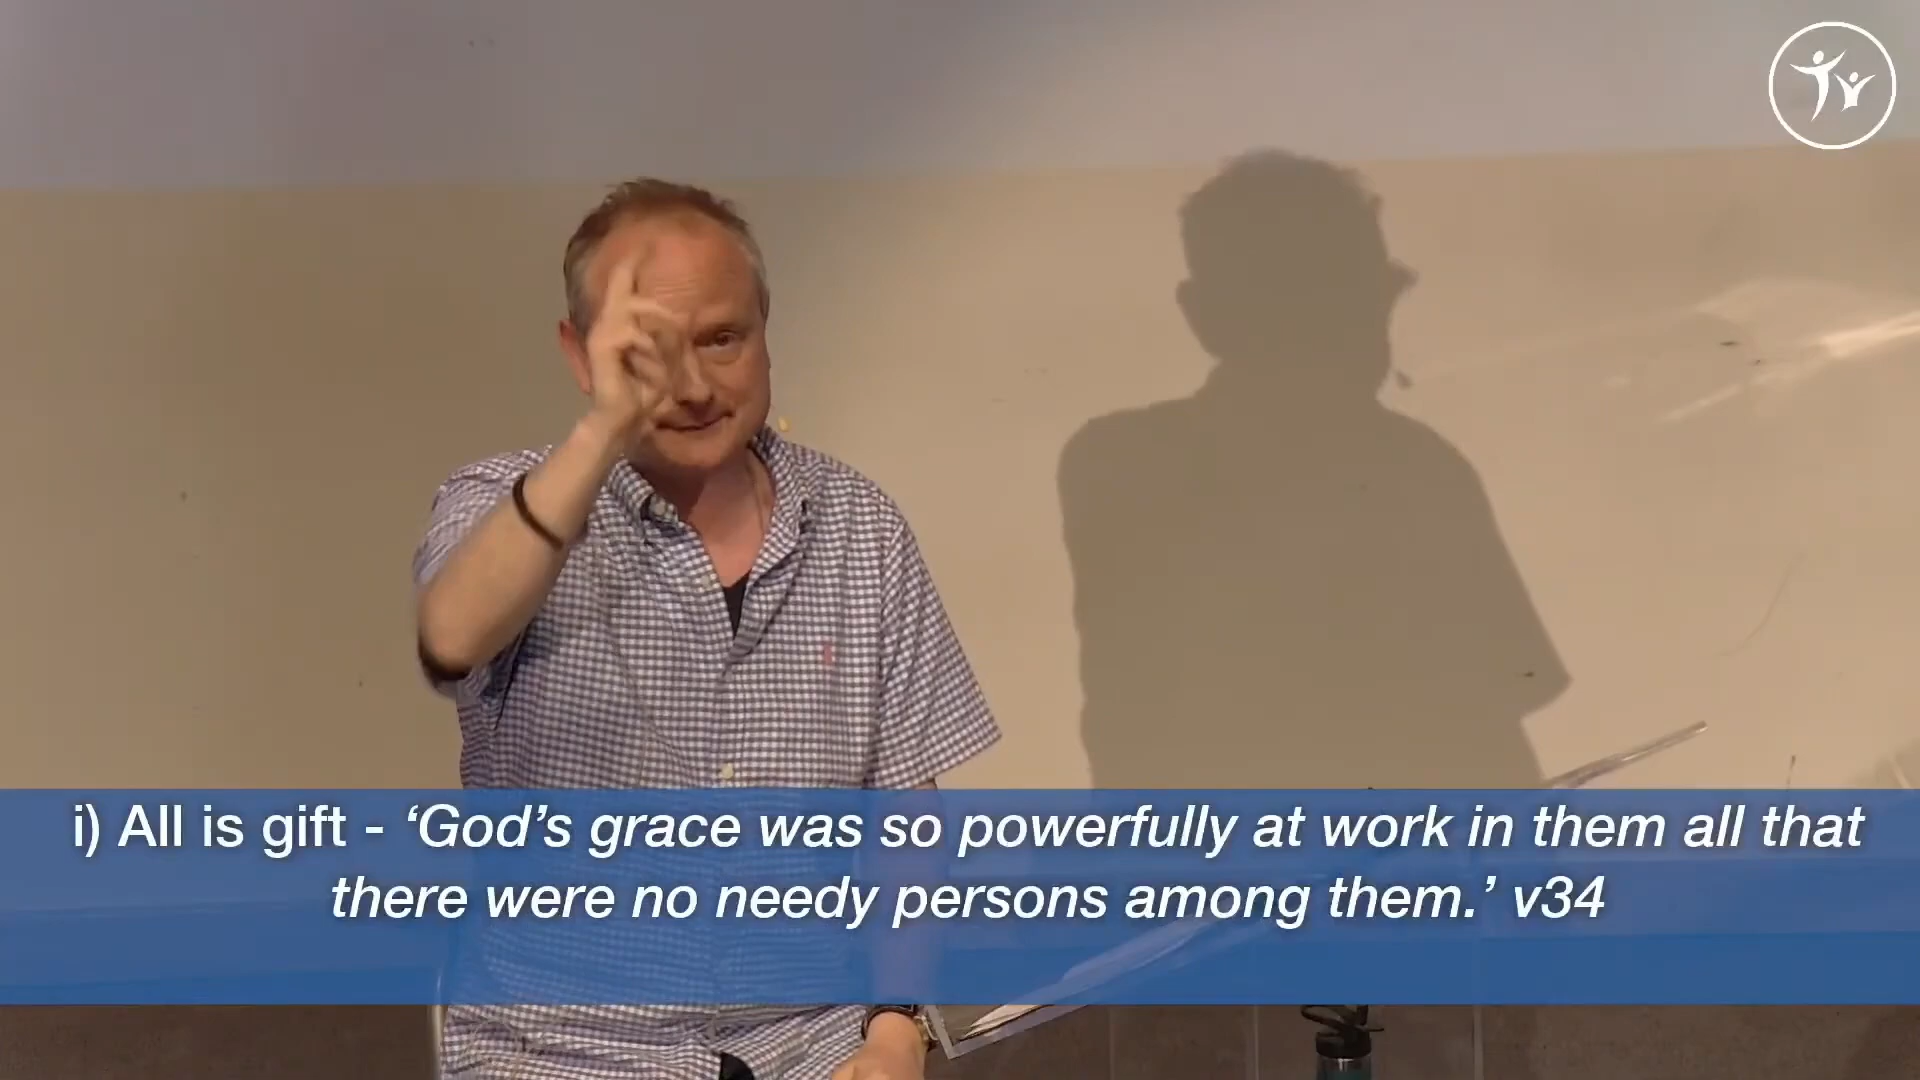 i) All is gift - ‘God’s grace was so powerfully at work in them all that
there were no needy persons among them.’ v34